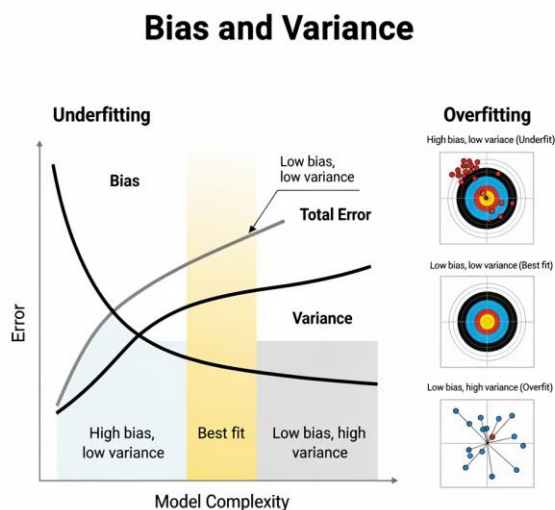 Bias and Variance
Underfitting
Overfitting
Bias
Low bias,
low variance
Total Error
Variance
Error
High bias,
low variance
Best fit
Low bias, high
variance
Model Complexity
High bias, low variace (Underfit)
Low bias, low variance (Best fit)
Low bias, high variance (Overfit)